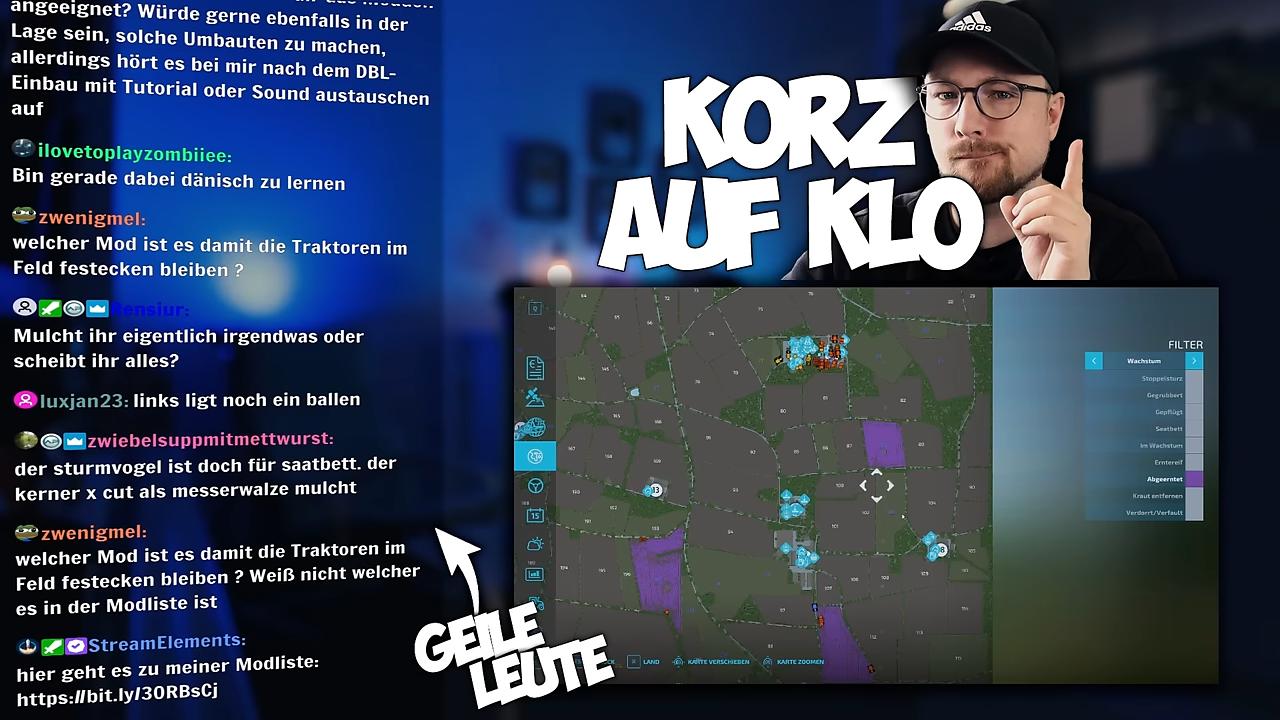 angeeignet? Würde gerne ebenfalls in der
Lage sein, solche Umbauten zu machen,
allerdings hört es bei mir nach dem DBL-
Einbau mit Tutorial oder Sound austauschen
auf
ilovetoplayzombiiee:
Bin gerade dabei dänisch zu lernen
zwenigmel:
welcher Mod ist es damit die Traktoren im
Feld festecken bleiben ?
Rensiur:
Mulcht ihr eigentlich irgendwas oder
scheibt ihr alles?
luxjan23: links ligt noch ein ballen
zwiebelsuppmitmettwurst:
der sturmvogel ist doch für saatbett. der
kerner x cut als messerwalze mulcht
zwenigmel:
welcher Mod ist es damit die Traktoren im
Feld festecken bleiben ? Weiß nicht welcher
es in der Modliste ist
StreamElements:
hier geht es zu meiner Modliste:
https://bit.ly/3ORBsCj
GEILE
LEUTE
adidas
KORZ
AUF KLO
FILTER
Wachstum
Stoppelsturz
Gegrubbert
Gepflügt
Saatbett
Im Wachstum
Erntereif
Abgeerntet
Kraut entfernen
Verdorrt/Verfault
15
LAND
KARTE VERSCHIEBEN
KARTE ZOOMEN